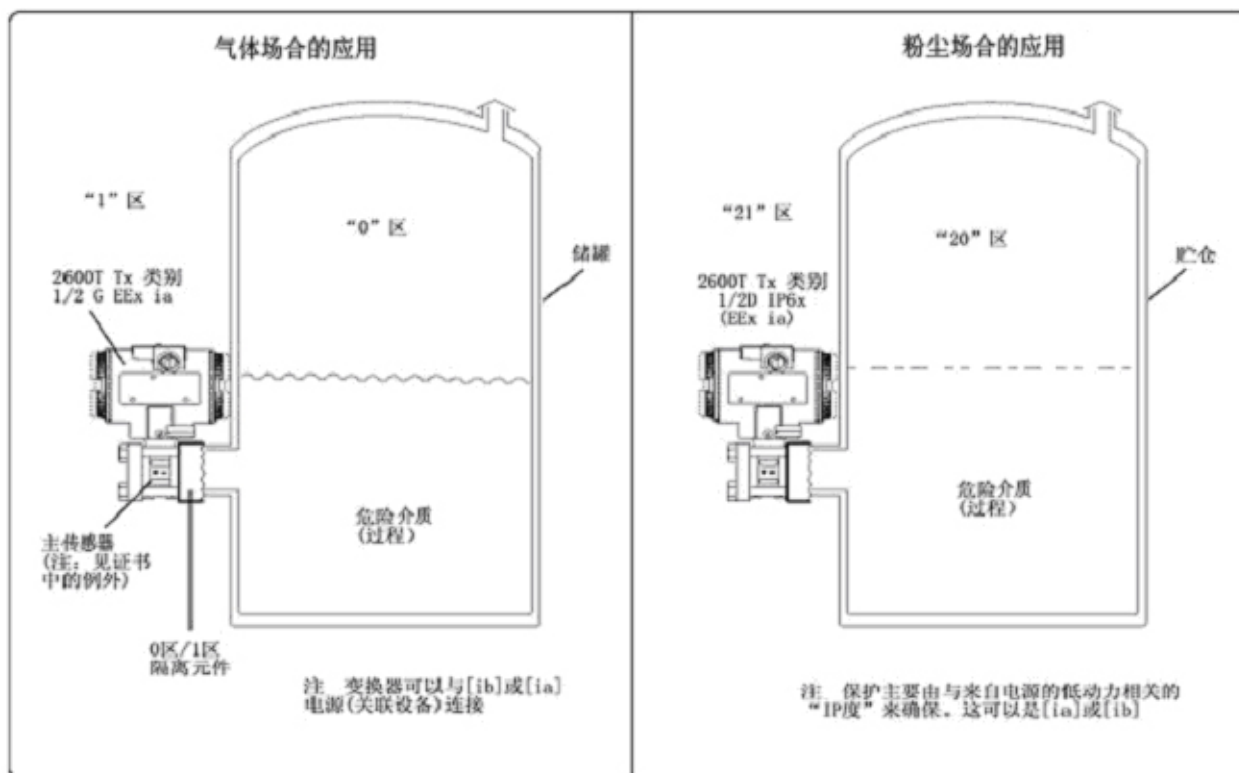 气体场合的应用
“1”区
“0”区
储罐
2600T Tx 类别
1/2 G EEx ia
危险介质
(过程)
主传感器
(注：见证书
中的例外)
0区/1区
隔离元件
注 变换器可以与[ib]或[ia]
电源(关联设备)连接
粉尘场合的应用
“21”区
“20”区
贮仓
2600T Tx 类别
1/2D IP6x
(EEx ia)
危险介质
(过程)
注 保护主要由与来自电源的低动力相关的
“IP度”来确保。这可以是[ia]或[ib]